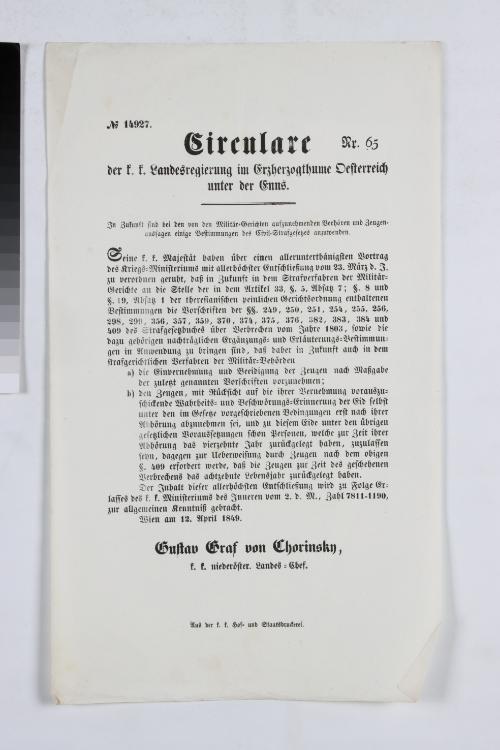 № 14927.
Circulare Nr. 65
der k. k. Landesregierung im Erzherzogthume Oesterreich
unter der Enns.
In Zukunft sind bei den von den Militär-Gerichten aufzunehmenden Verhören und Zeugen-
aussagen einige Bestimmungen des Civil-Strafgesetzes anzuwenden.
Seine k. k. Majestät haben über einen allerunterthänigsten Vortrag
des Kriegs-Ministeriums mit allerhöchster Entschließung vom 23. März d. J.
zu verordnen geruht, daß in Zukunft in dem Strafverfahren der Militär-
Gerichte an die Stelle der in dem Artikel 33, §. 5, Absatz 7; §. 8 und
§. 19, Absatz 1 der theresianischen peinlichen Gerichtsordnung enthaltenen
Bestimmungen die Vorschriften der §§. 249, 250, 251, 254, 255, 256,
298, 299, 356, 357, 359, 370, 374, 375, 376, 382, 383, 384 und
409 des Strafgesetzbuches über Verbrechen vom Jahre 1803, sowie die
dazu gehörigen nachträglichen Ergänzungs- und Erläuterungs-Bestimmun-
gen in Anwendung zu bringen sind, daß daher in Zukunft auch in dem
strafgerichtlichen Verfahren der Militär-Behörden
a) die Einvernehmung und Beeidigung der Zeugen nach Maßgabe
der zuletzt genannten Vorschriften vorzunehmen;
b) den Zeugen, mit Rücksicht auf die ihrer Vernehmung vorauszu-
schickende Wahrheits- und Beschwörungs-Erinnerung der Eid selbst
unter den im Gesetze vorgeschriebenen Bedingungen erst nach ihrer
Abhörung abzunehmen sei, und zu diesem Eide unter den übrigen
gesetzlichen Voraussetzungen schon Personen, welche zur Zeit ihrer
Abhörung das vierzehnte Jahr zurückgelegt haben, zuzulassen
seyn, dagegen zur Ueberweisung durch Zeugen nach dem obigen
§. 409 erfordert werde, daß die Zeugen zur Zeit des geschehenen
Verbrechens das achtzehnte Lebensjahr zurückgelegt haben.
Der Inhalt dieser allerhöchsten Entschließung wird zu Folge Er-
lasses des k. k. Ministeriums des Inneren vom 2. d. M., Zahl 7811-1190,
zur allgemeinen Kenntniß gebracht.
Wien am 12. April 1849.
Gustav Graf von Chorinsky,
k. k. niederöster. Landes-Chef.
Aus der k. k. Hof- und Staatsdruckerei.